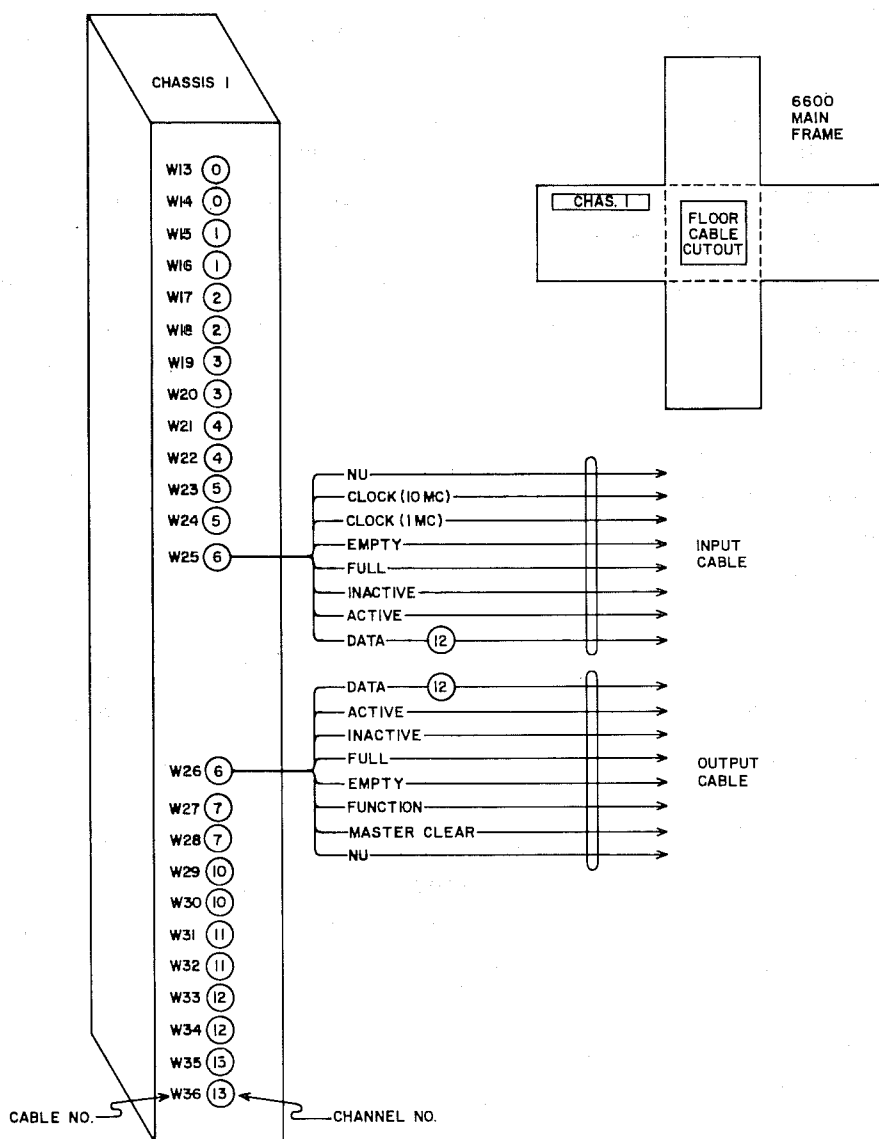 CHASSIS 1
6600
MAIN
FRAME
CHAS. 1
FLOOR
CABLE
CUTOUT
W13 0
W14 0
W15 1
W16 1
W17 2
W18 2
W19 3
W20 3
W21 4
W22 4
W23 5
W24 5
W25 6
NU
CLOCK (10 MC)
CLOCK (1 MC)
EMPTY
FULL
INACTIVE
ACTIVE
DATA 12
INPUT
CABLE
DATA 12
ACTIVE
INACTIVE
FULL
EMPTY
FUNCTION
MASTER CLEAR
NU
OUTPUT
CABLE
W26 6
W27 7
W28 7
W29 10
W30 10
W31 11
W32 11
W33 12
W34 12
W35 13
W36 13
CABLE NO.
CHANNEL NO.